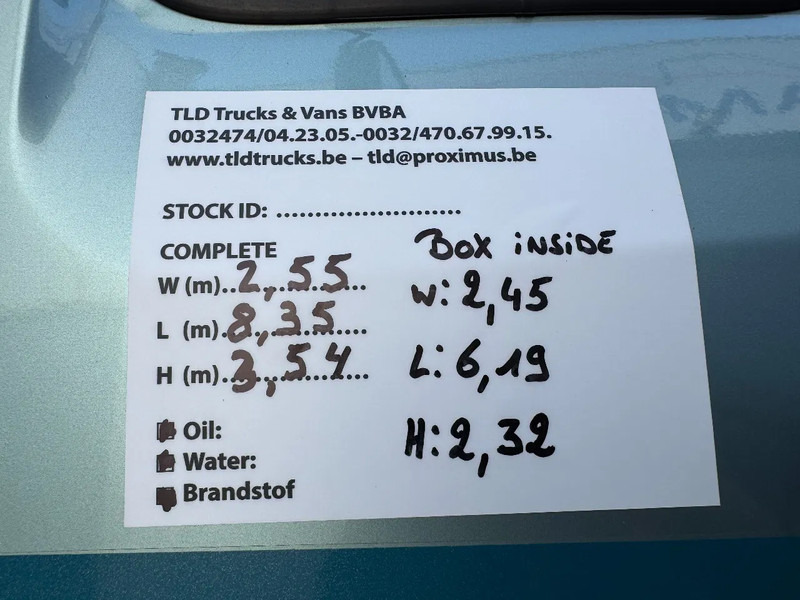 TLD Trucks & Vans BVBA
0032474/04.23.05.-0032/470.67.99.15.
www.tldtrucks.be – tld@proximus.be
STOCK ID: ........................
COMPLETE
W (m)..2,55...
L (m).8,35.....
H (m).3,54...
Oil:
Water:
Brandstof
Box iNSiDE
W: 2,45
L: 6,19
H: 2,32